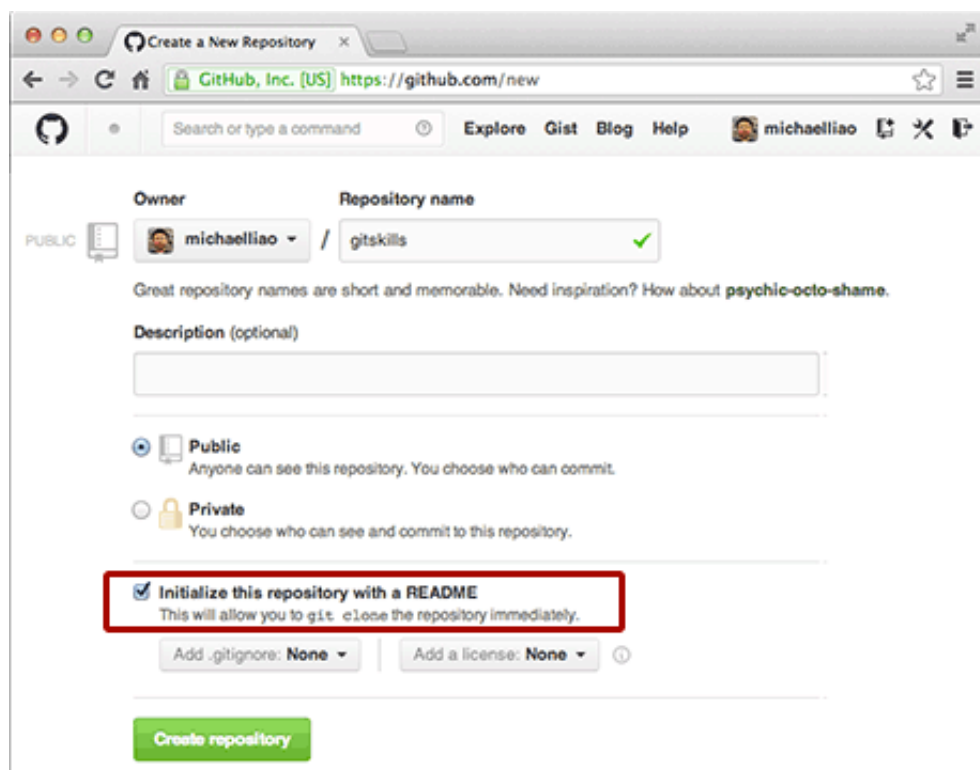 Create a New Repository
GitHub, Inc. [US] https://github.com/new
Search or type a command Explore Gist Blog Help michaelliao
Owner Repository name
PUBLIC michaelliao / gitskills
Great repository names are short and memorable. Need inspiration? How about psychic-octo-shame.
Description (optional)
Public
Anyone can see this repository. You choose who can commit.
Private
You choose who can see and commit to this repository.
Initialize this repository with a README
This will allow you to git clone the repository immediately.
Add .gitignore: None Add a license: None
Create repository